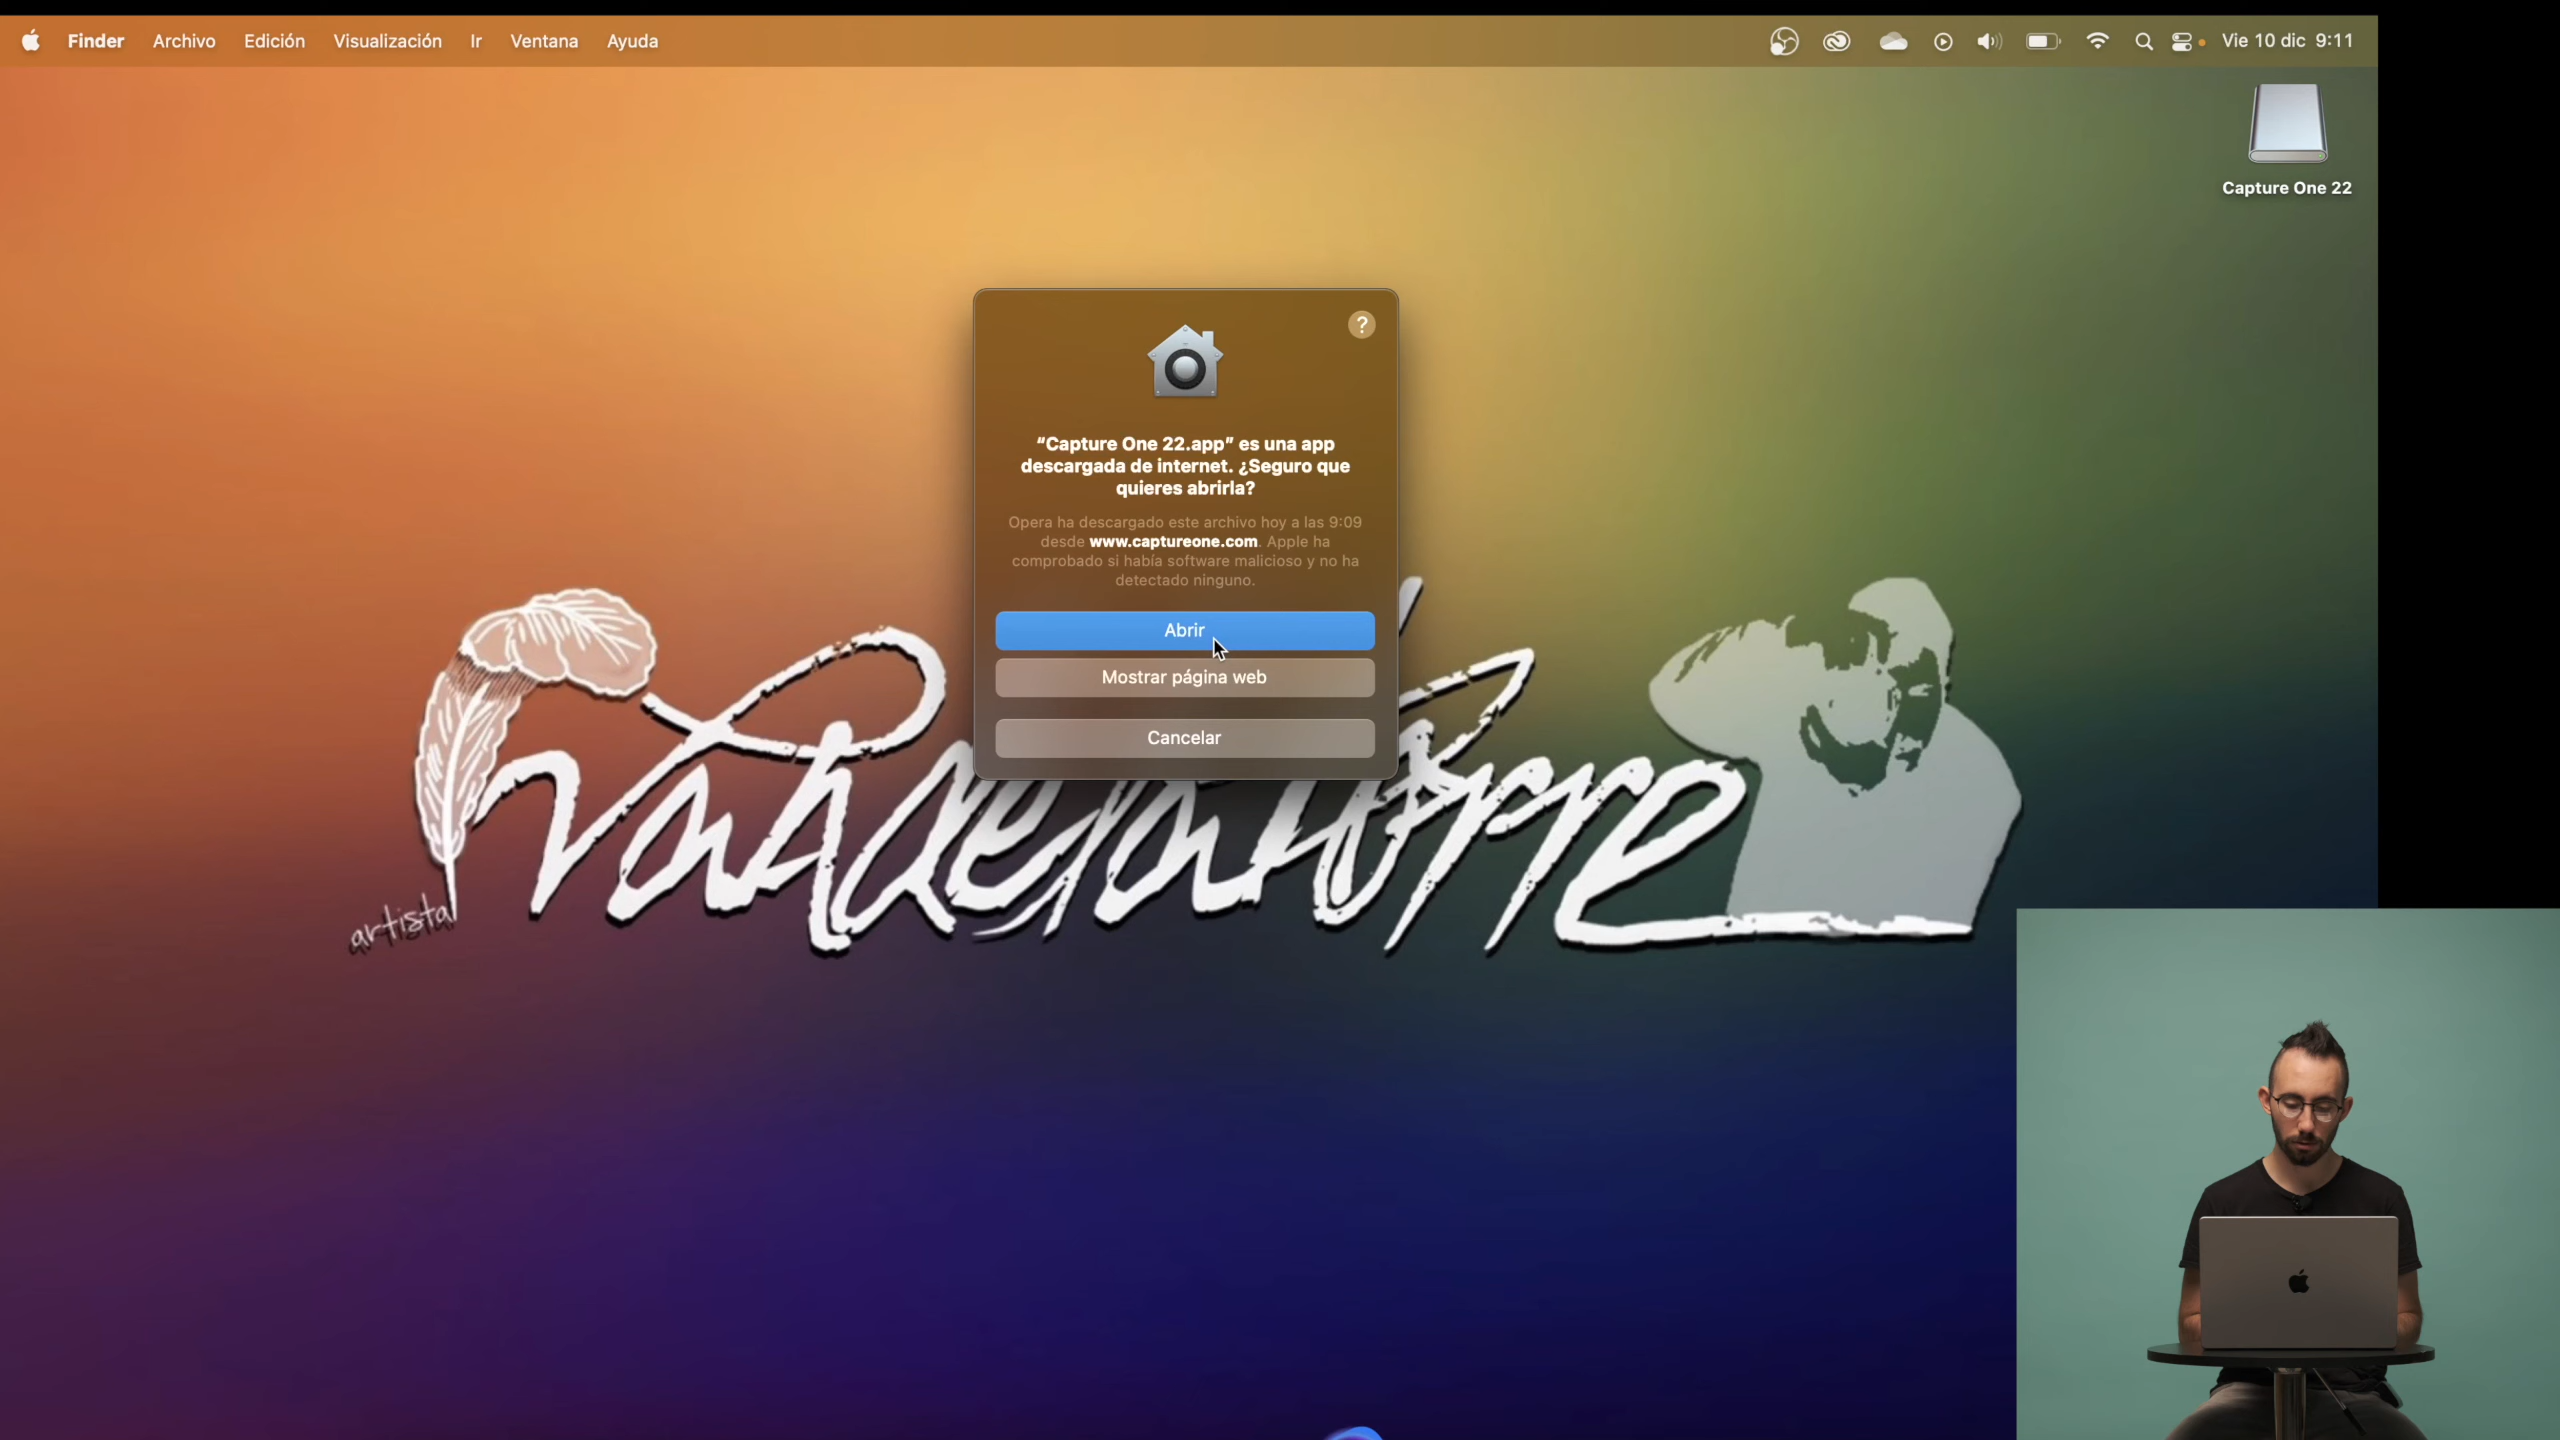 Finder Archivo Edición Visualización Ir Ventana Ayuda
Vie 10 dic 9:11
Capture One 22
?
“Capture One 22.app” es una app
descargada de internet. ¿Seguro que
quieres abrirla?
Opera ha descargado este archivo hoy a las 9:09
desde www.captureone.com. Apple ha
comprobado si había software malicioso y no ha
detectado ninguno.
Abrir
Mostrar página web
Cancelar
artista